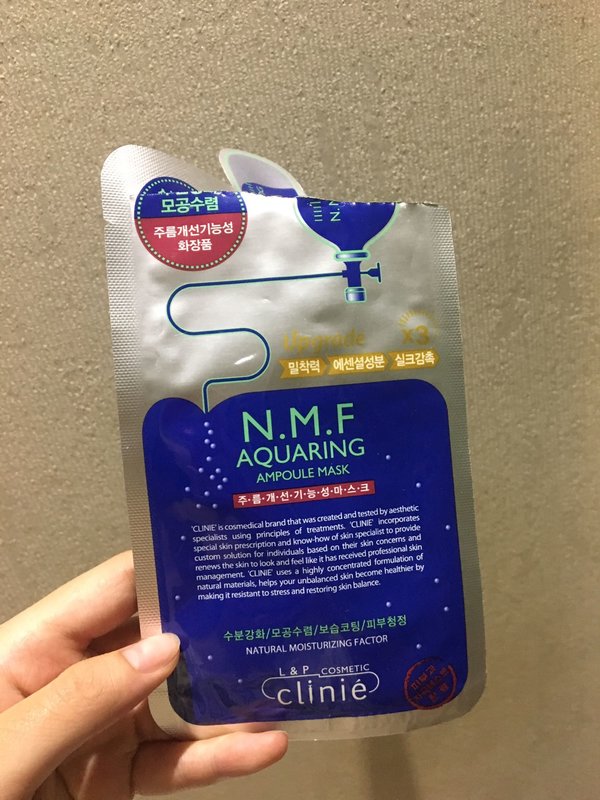 모공수렴
주름개선기능성
화장품
N.
Upgrade
x3
밀착력 에센셜성분 실크감촉
N.M.F
AQUARING
AMPOULE MASK
주·름·개·선·기·능·성·마·스·크
'CLINIE' is cosmedical brand that was created and tested by aesthetic
specialists using principles of treatments. 'CLINIE' incorporates
special skin prescription and know-how of skin specialist to provide
custom solution for individuals based on their skin concerns and
renews the skin to look and feel like it has received professional skin
management. 'CLINIE' uses a highly concentrated formulation of
natural materials, helps your unbalanced skin become healthier by
making it resistant to stress and restoring skin balance.
수분강화/모공수렴/보습코팅/피부청정
NATURAL MOISTURIZING FACTOR
L & P COSMETIC
clinié